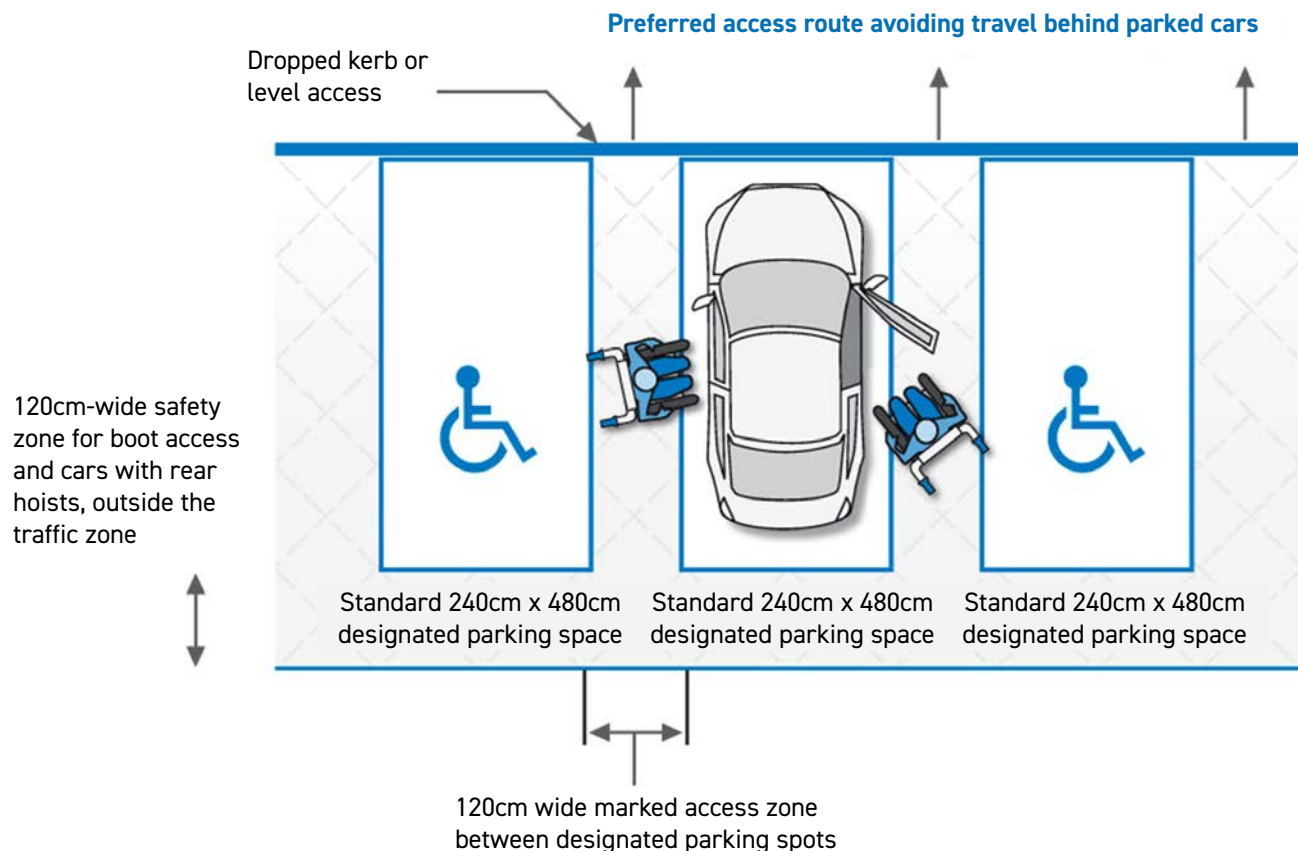 Preferred access route avoiding travel behind parked cars
Dropped kerb or
level access
120cm-wide safety
zone for boot access
and cars with rear
hoists, outside the
traffic zone
Standard 240cm x 480cm
designated parking space
Standard 240cm x 480cm
designated parking space
Standard 240cm x 480cm
designated parking space
120cm wide marked access zone
between designated parking spots